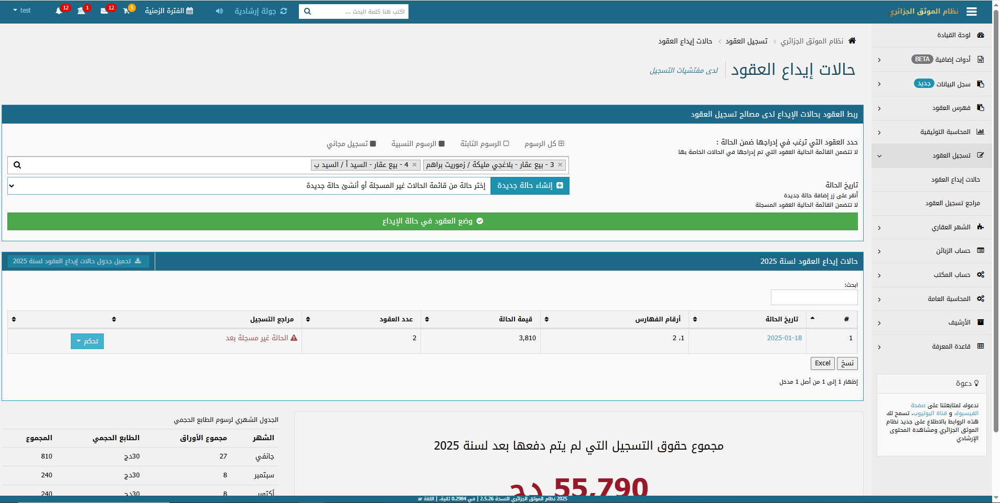 نظام الموثق الجزائري
اكتب هنا كلمة البحث ...
جولة إرشادية
الفترة الزمنية
5
12
1
12
test
لوحة القيادة
أدوات إضافية BETA
سجل البيانات جديد
فهرس العقود
المحاسبة التوثيقية
تسجيل العقود
حالات إيداع العقود
مراجع تسجيل العقود
الشهر العقاري
حساب الزبائن
حساب المكتب
المحاسبة العامة
الأرشيف
قاعدة المعرفة
دعوة
ندعوك لمتابعتنا على صفحة
الفيسبوك و قناة اليوتيوب. تسمح لك
هذه الروابط بالاطلاع على جديد نظام
الموثق الجزائري ومشاهدة المحتوى
الإرشادي
نظام الموثق الجزائري > تسجيل العقود > حالات إيداع العقود
حالات إيداع العقود لدى مفتشيات التسجيل
ربط العقود بحالات الإيداع لدى مصالح تسجيل العقود
حدد العقود التي ترغب في إدراجها ضمن الحالة :
لا تتضمن القائمة الحالية العقود التي تم إدراجها في الحالات الخاصة بها
كل الرسوم الرسوم الثابتة الرسوم النسبية تسجيل مجاني
× 3 - بيع عقار - بلاغجي مليكة / زموريت براهم × 4 - بيع عقار - السيد أ / السيد ب
تاريخ الحالة
أنقر على زر إضافة حالة جديدة
لا تتضمن القائمة الحالية العقود المسجلة
إنشاء حالة جديدة إختر حالة من قائمة الحالات غير المسجلة أو أنشئ حالة جديدة
وضع العقود في حالة الإيداع
حالات إيداع العقود لسنة 2025 تحميل جدول حالات إيداع العقود لسنة 2025
ابحث:
# تاريخ الحالة أرقام الفهارس قيمة الحالة عدد العقود مراجع التسجيل
1 2025-01-18 1، 2 3,810 2 الحالة غير مسجلة بعد تحكم
نسخ Excel
إظهار 1 إلى 1 من أصل 1 مدخل
مجموع حقوق التسجيل التي لم يتم دفعها بعد لسنة 2025
55,790 دج
الجدول الشهري لرسوم الطابع الحجمي
الشهر مجموع الأوراق الطابع الحجمي المجموع
جانفي 27 30دج 810
سبتمبر 8 30دج 240
أكتوبر 8 30دج 240
2025 نظام الموثق الجزائري النسخة 2.5.26 | في 0.2984 ثانية. | اللغة ar